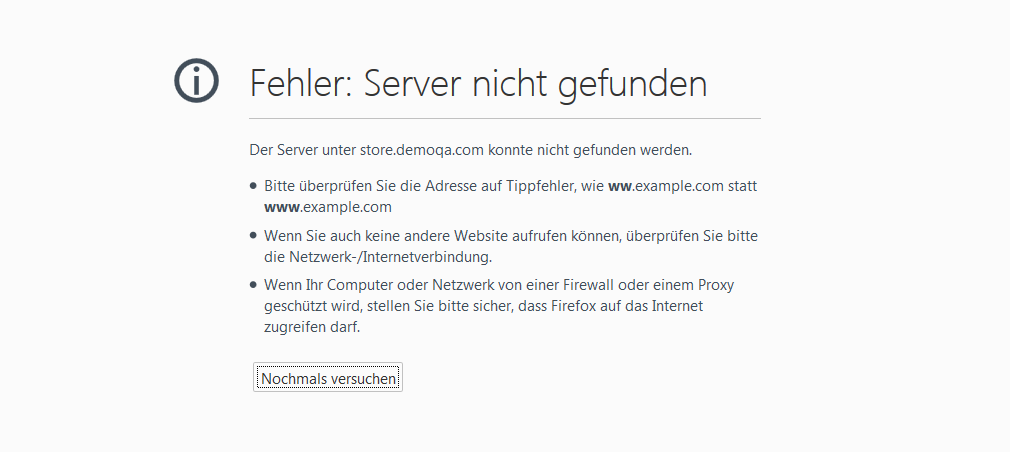 Fehler: Server nicht gefunden
Der Server unter store.demoqa.com konnte nicht gefunden werden.
Bitte überprüfen Sie die Adresse auf Tippfehler, wie ww.example.com statt
www.example.com
Wenn Sie auch keine andere Website aufrufen können, überprüfen Sie bitte
die Netzwerk-/Internetverbindung.
Wenn Ihr Computer oder Netzwerk von einer Firewall oder einem Proxy
geschützt wird, stellen Sie bitte sicher, dass Firefox auf das Internet
zugreifen darf.
Nochmals versuchen